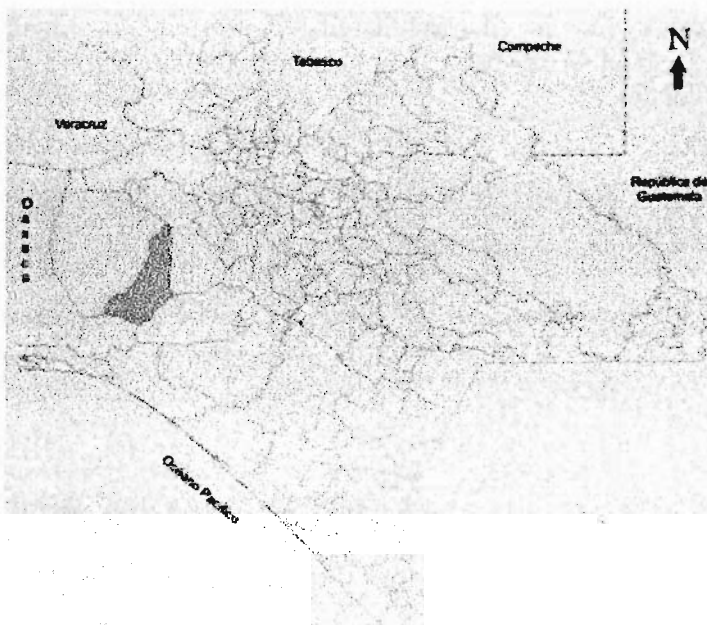 Campeche
N
Tabasco
Veracruz
República de
Guatemala
Oaxaca
Océano Pacífico